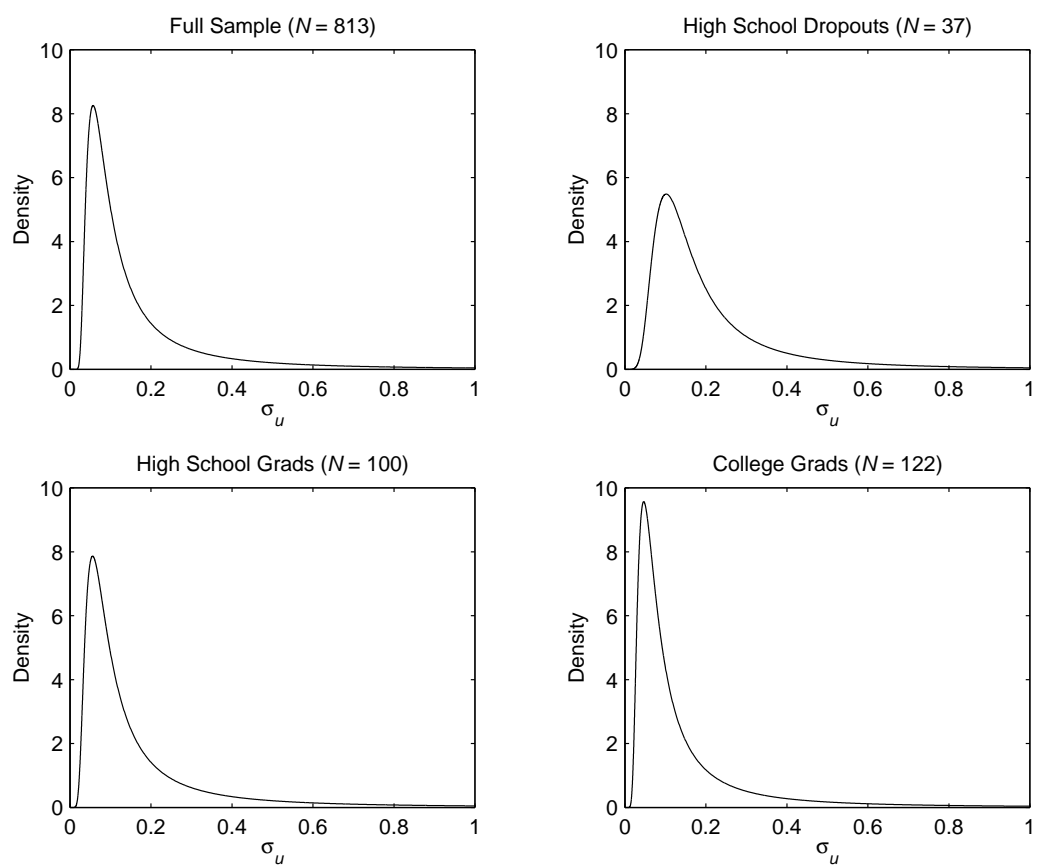 Full Sample (N = 813)
10
8
6
4
2
0
Density
0 0.2 0.4 0.6 0.8 1
σu
High School Dropouts (N = 37)
10
8
6
4
2
0
Density
0 0.2 0.4 0.6 0.8 1
σu
High School Grads (N = 100)
10
8
6
4
2
0
Density
0 0.2 0.4 0.6 0.8 1
σu
College Grads (N = 122)
10
8
6
4
2
0
Density
0 0.2 0.4 0.6 0.8 1
σu